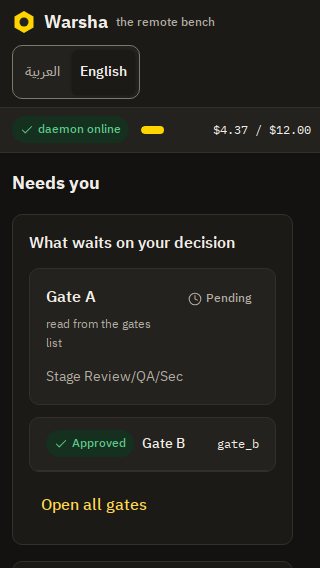 Warsha the remote bench
العربية English
daemon online $4.37 / $12.00
Needs you
What waits on your decision
Gate A Pending
read from the gates
list
Stage Review/QA/Sec
Approved Gate B gate_b
Open all gates